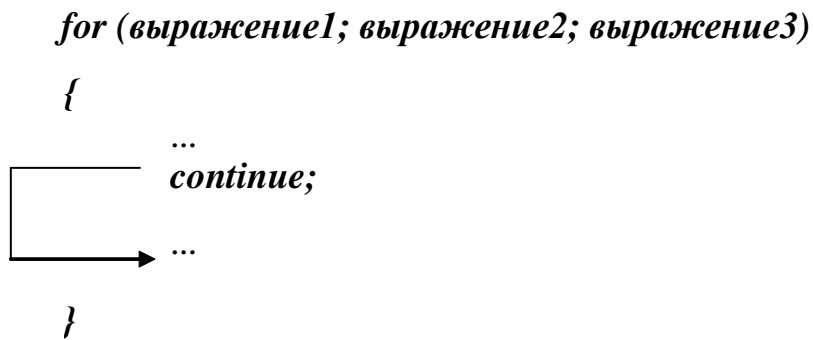 for (выражение1; выражение2; выражение3)
{
...
continue;
...
}